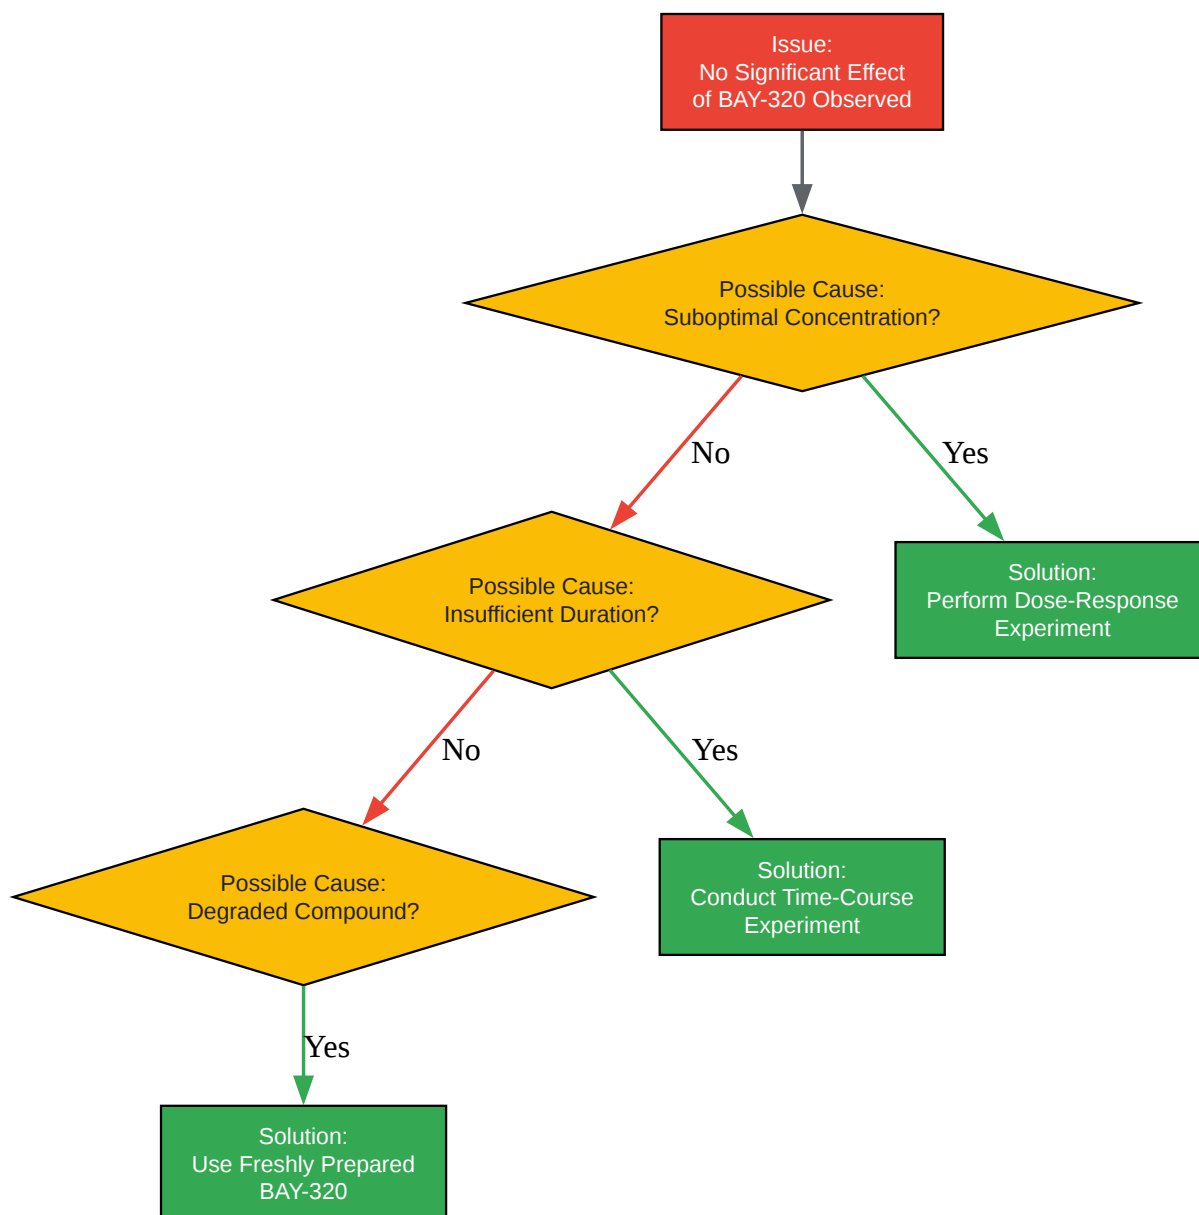 Issue:
No Significant Effect
of BAY-320 Observed
Possible Cause:
Suboptimal Concentration?
No
Yes
Possible Cause:
Insufficient Duration?
Solution:
Perform Dose-Response
Experiment
No
Yes
Possible Cause:
Degraded Compound?
Solution:
Conduct Time-Course
Experiment
Yes
Solution:
Use Freshly Prepared
BAY-320